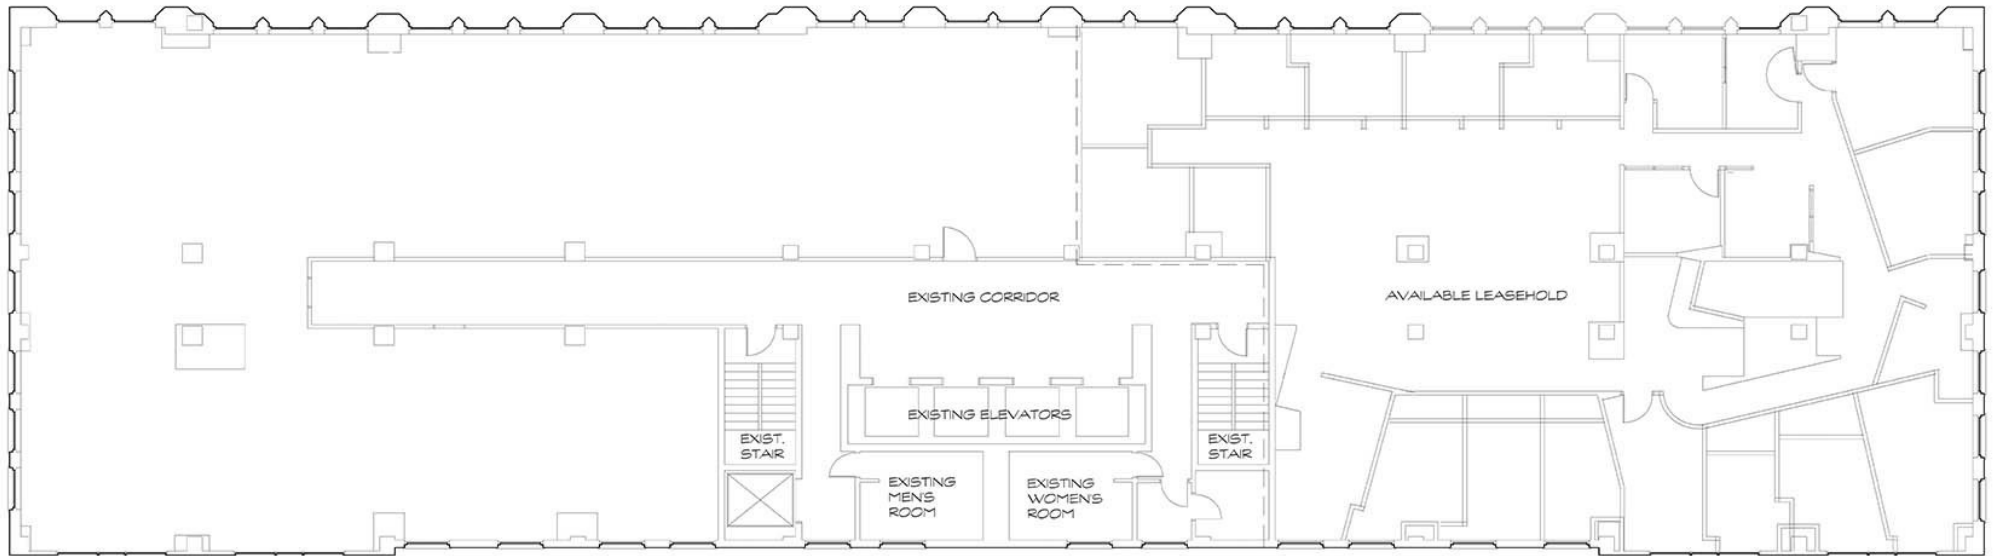 EXISTING CORRIDOR
AVAILABLE LEASEHOLD
EXISTING ELEVATORS
EXIST.
STAIR
EXIST.
STAIR
EXISTING
MEN'S
ROOM
EXISTING
WOMEN'S
ROOM